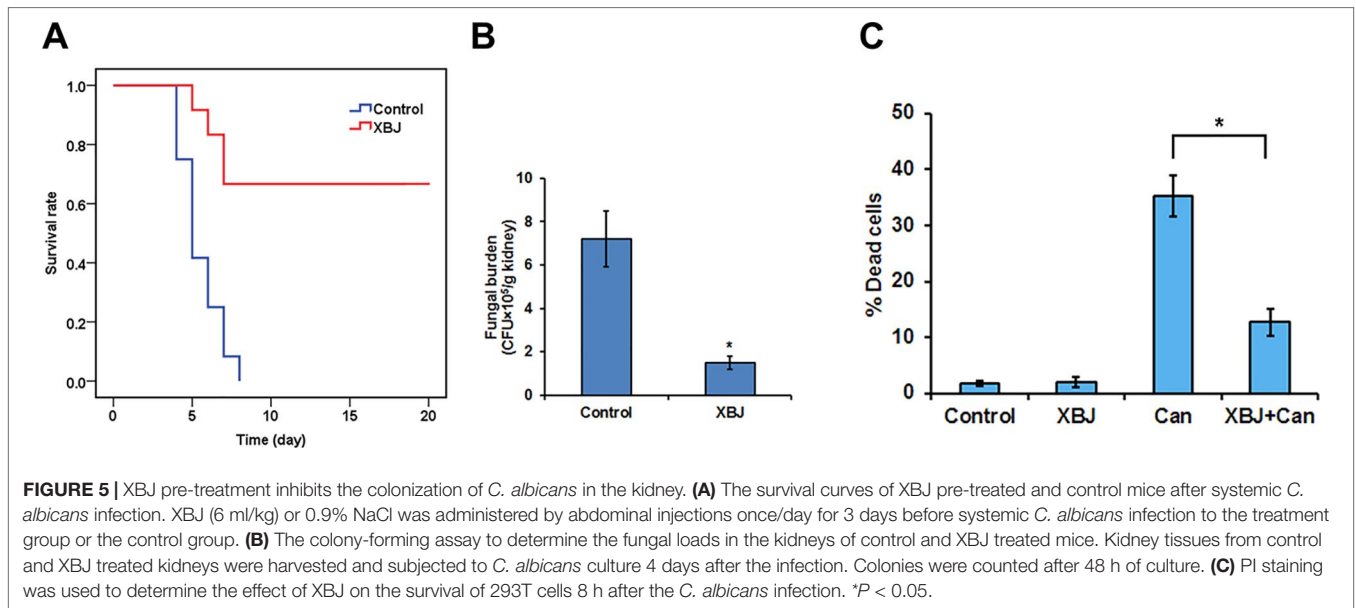 A
B
C
1.0
0.8
0.6
0.4
0.2
0.0
Survival rate
Control
XBJ
0 5 10 15 20
Time (day)
Fungal burden
(CFU×10⁵/g kidney)
10
8
6
4
2
0
*
Control XBJ
% Dead cells
50
40
30
20
10
0
*
Control XBJ Can XBJ+Can
FIGURE 5 | XBJ pre-treatment inhibits the colonization of C. albicans in the kidney. (A) The survival curves of XBJ pre-treated and control mice after systemic C.
albicans infection. XBJ (6 ml/kg) or 0.9% NaCl was administered by abdominal injections once/day for 3 days before systemic C. albicans infection to the treatment
group or the control group. (B) The colony-forming assay to determine the fungal loads in the kidneys of control and XBJ treated mice. Kidney tissues from control
and XBJ treated kidneys were harvested and subjected to C. albicans culture 4 days after the infection. Colonies were counted after 48 h of culture. (C) PI staining
was used to determine the effect of XBJ on the survival of 293T cells 8 h after the C. albicans infection. *P < 0.05.